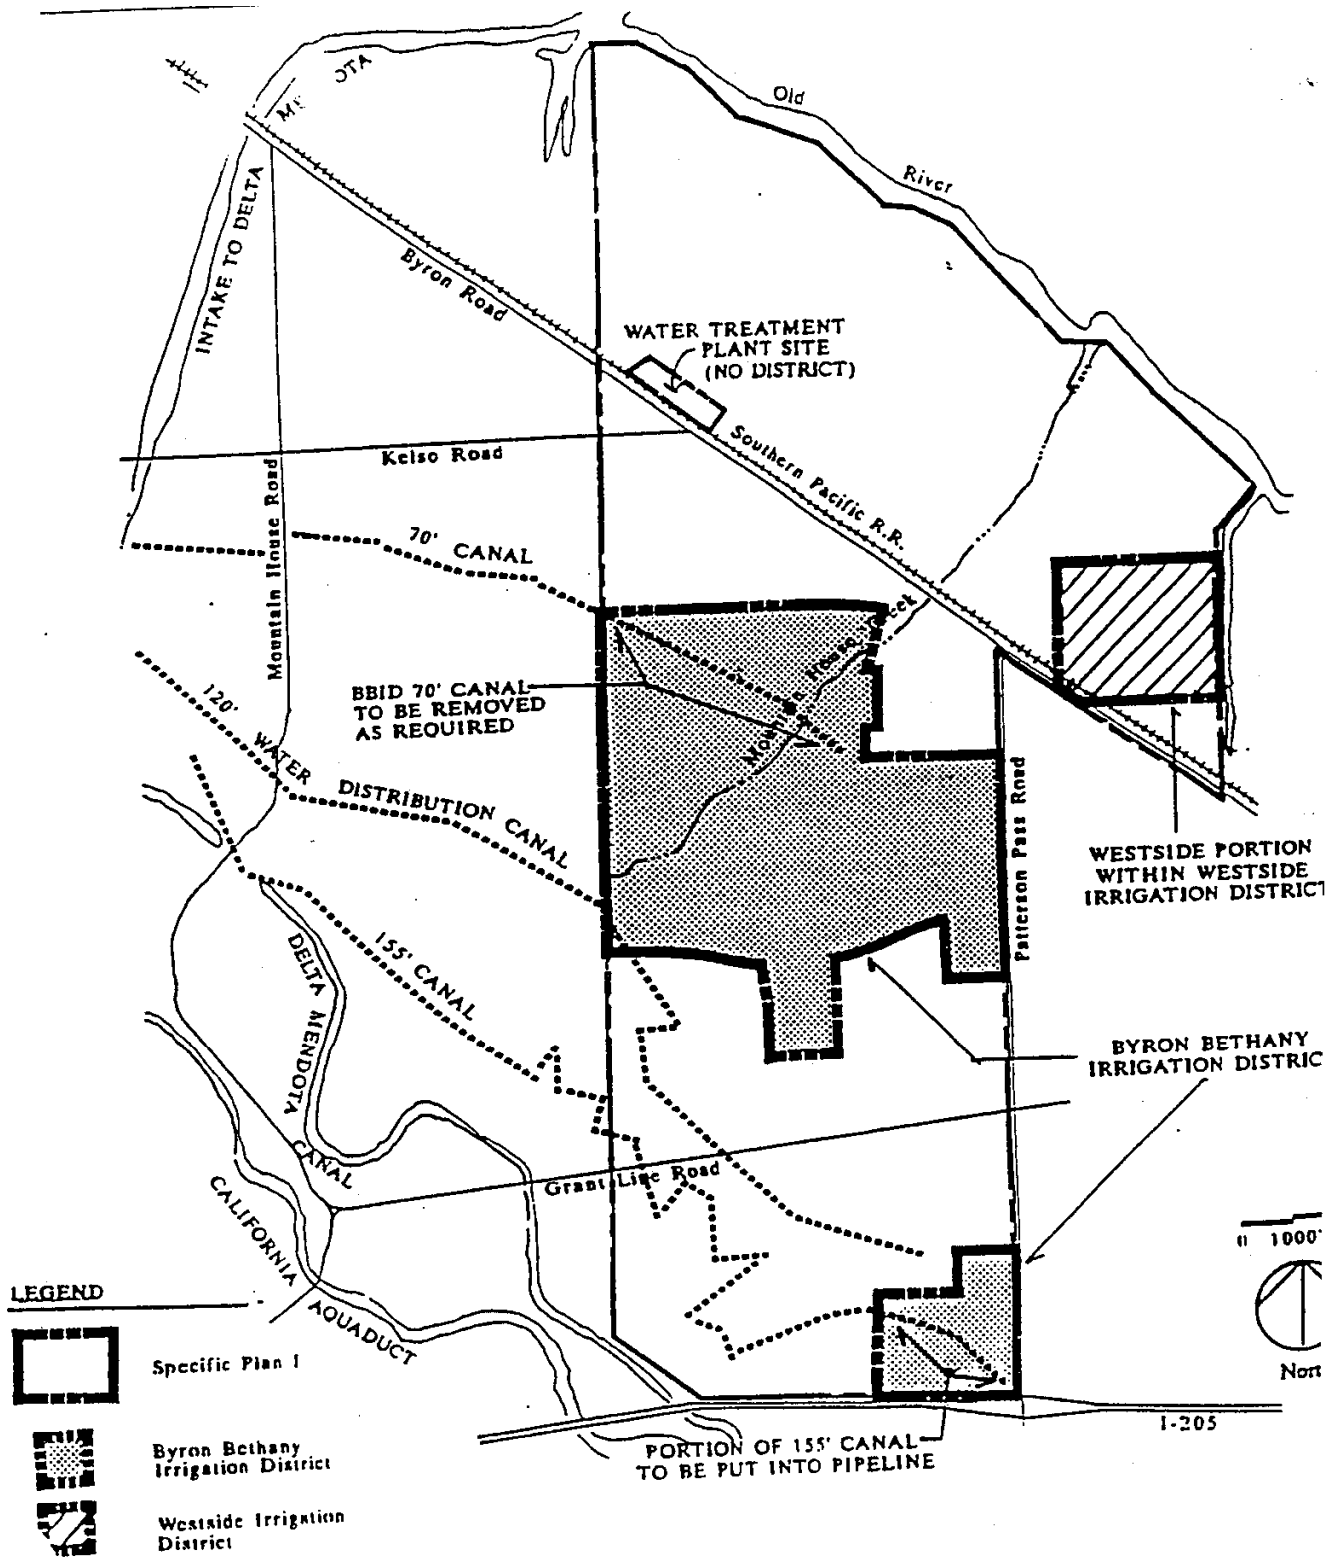 OTA
Old
River
INTAKE TO DELTA
Byron Road
WATER TREATMENT
PLANT SITE
(NO DISTRICT)
Kelso Road
Southern Pacific R.R.
Mountain House Road
70' CANAL
BBID 70' CANAL
TO BE REMOVED
AS REQUIRED
120'
WATER
DISTRIBUTION CANAL
Patterson Pass Road
WESTSIDE PORTION
WITHIN WESTSIDE
IRRIGATION DISTRICT
155' CANAL
DELTA
MENDOTA
CANAL
BYRON BETHANY
IRRIGATION DISTRIC
Grant Line Road
CALIFORNIA
AQUADUCT
0 1000'
Nor
I-205
PORTION OF 155' CANAL
TO BE PUT INTO PIPELINE
LEGEND
Specific Plan I
Byron Bethany
Irrigation District
Westside Irrigation
District